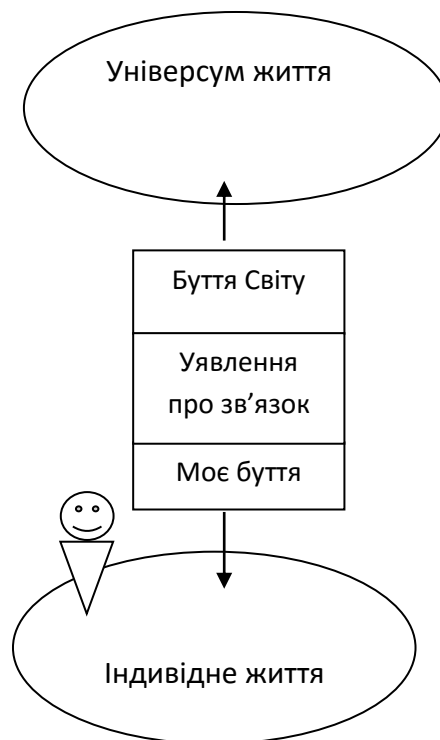 Універсум життя
Буття Світу
Уявлення
про зв’язок
Моє буття
Індивідне життя